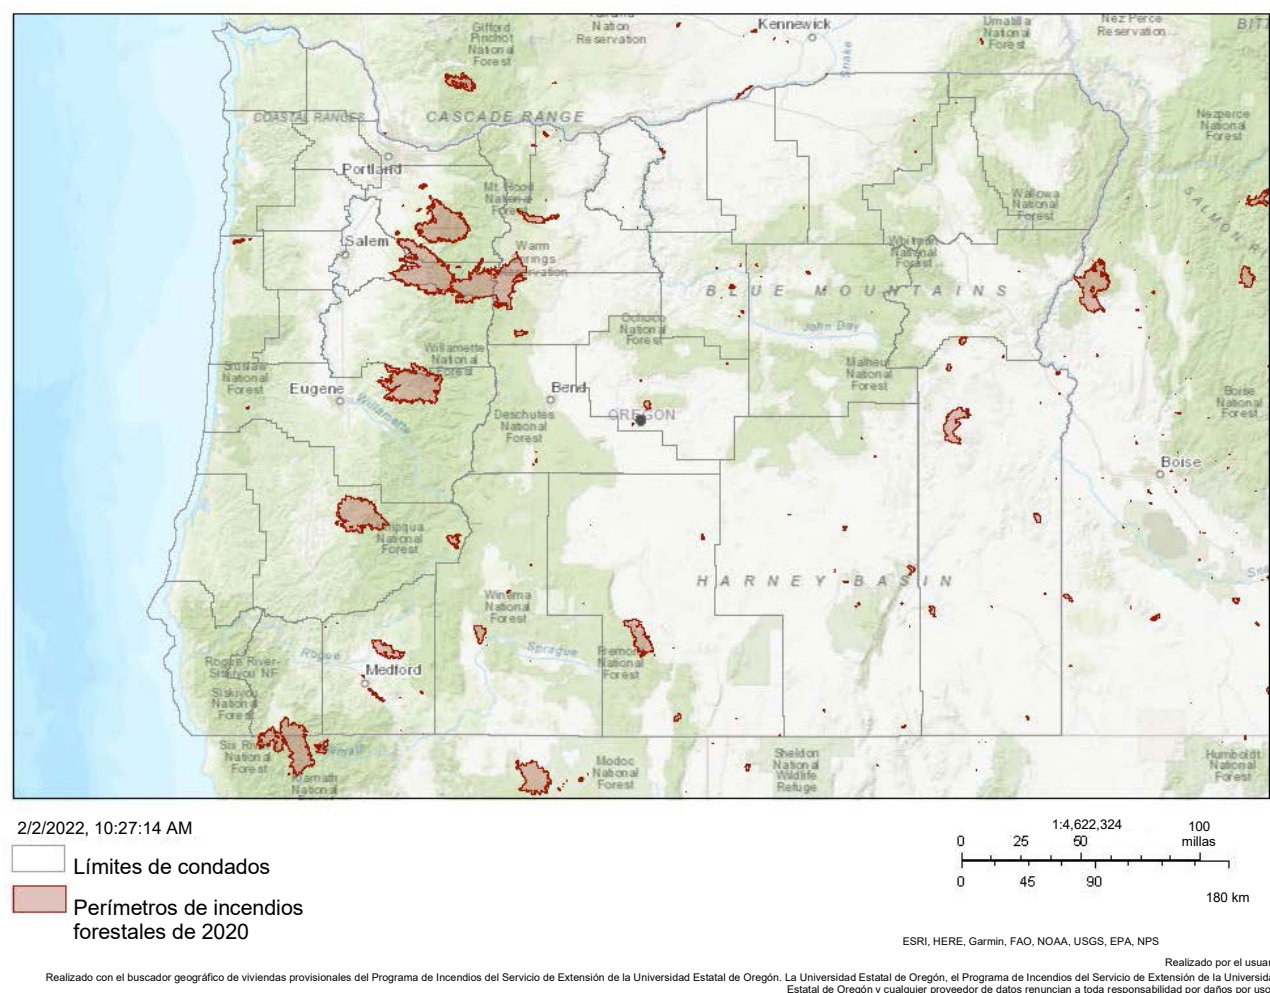 Gifford
Pinchot
National
Forest
Nation
Reservation
Kennewick
Umatilla
National
Forest
Nez Perce
Reservation
BITT
Snake
COASTAL RANGES
CASCADE RANGE
Nezperce
National
Forest
Portland
Mt. Hood
National
Forest
Wallowa
National
Forest
SALMON R
Salem
Warm
Springs
Reservation
Whitman
National
Forest
BLUE MOUNTAINS
Ochoco
National
Forest
John Day
Siuslaw
National
Forest
Willamette
National
Forest
Malheur
National
Forest
Eugene
Willamette
Bend
Deschutes
National
Forest
OREGON
Boise
National
Forest
Boise
Umpqua
National
Forest
HARNEY BASIN
Winema
National
Forest
Rogue
Sprague
Fremont
National
Forest
Rogue River-
Siskiyou NF
Medford
Siskiyou
National
Forest
Six Rivers
National
Forest
Klamath
National
Modoc
National
Forest
Sheldon
National
Wildlife
Refuge
Humboldt
National
Forest
2/2/2022, 10:27:14 AM
Límites de condados
Perímetros de incendios
forestales de 2020
1:4,622,324
0 25 50 100
millas
0 45 90 180 km
ESRI, HERE, Garmin, FAO, NOAA, USGS, EPA, NPS
Realizado por el usuar
Realizado con el buscador geográfico de viviendas provisionales del Programa de Incendios del Servicio de Extensión de la Universidad Estatal de Oregón. La Universidad Estatal de Oregón, el Programa de Incendios del Servicio de Extensión de la Universida
Estatal de Oregón y cualquier proveedor de datos renuncian a toda responsabilidad por daños por uso